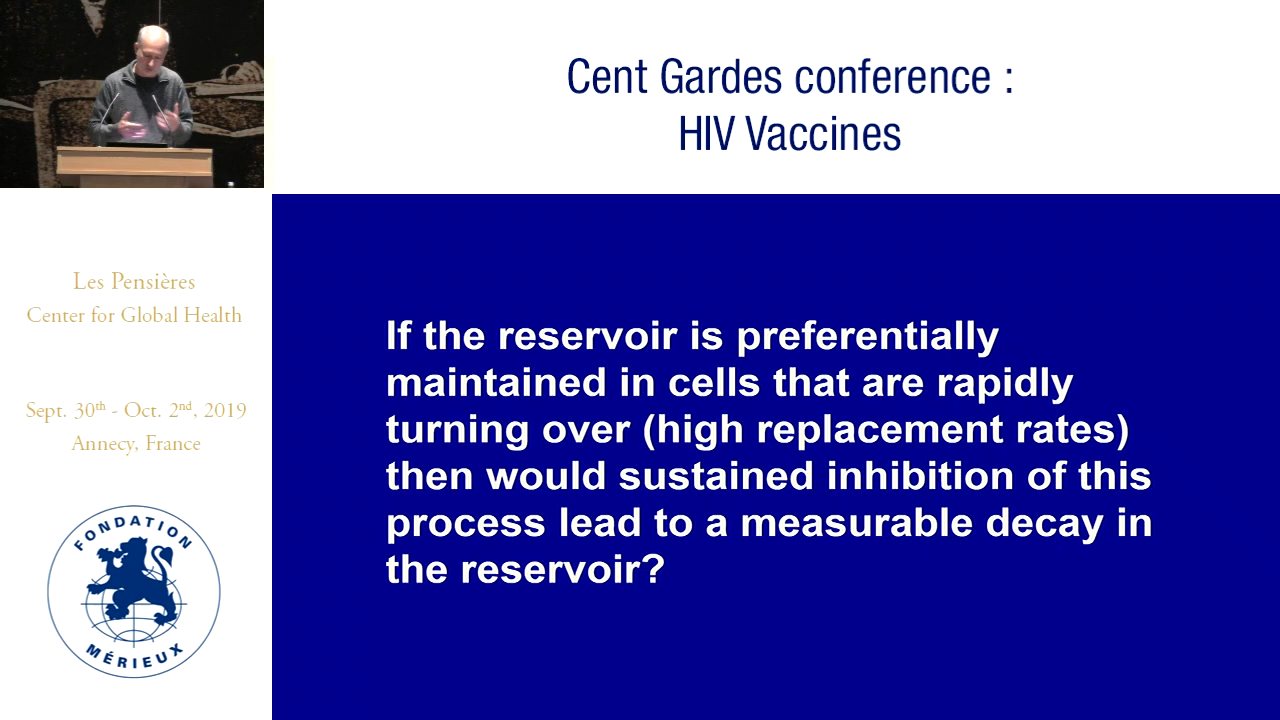 Cent Gardes conference :
HIV Vaccines
Les Pensières
Center for Global Health
Sept. 30th - Oct. 2nd, 2019
Annecy, France
FONDATION
MÉRIEUX
If the reservoir is preferentially
maintained in cells that are rapidly
turning over (high replacement rates)
then would sustained inhibition of this
process lead to a measurable decay in
the reservoir?